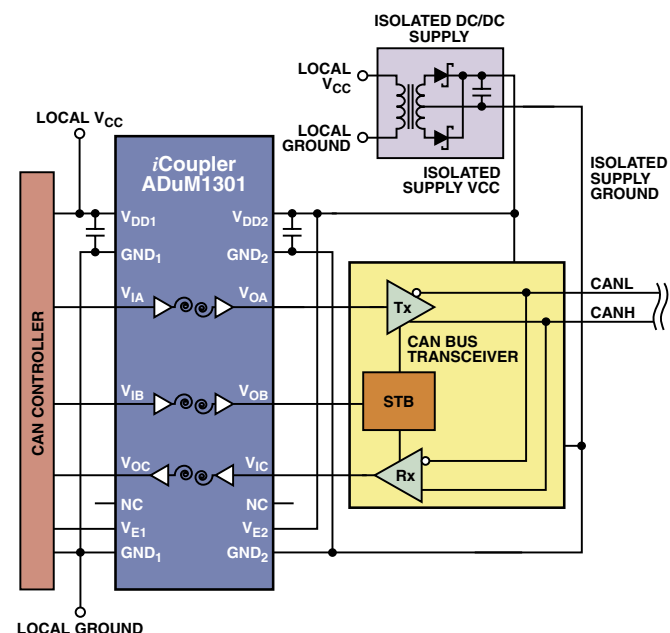 ISOLATED DC/DC
SUPPLY
LOCAL
VCC
LOCAL
GROUND
ISOLATED
SUPPLY VCC
ISOLATED
SUPPLY
GROUND
LOCAL VCC
iCoupler
ADuM1301
VDD1
VDD2
GND1
GND2
VIA
VOA
VIB
VOB
VOC
VIC
NC
NC
VE1
VE2
GND1
GND2
CAN CONTROLLER
Tx
CAN BUS
TRANSCEIVER
STB
Rx
CANL
CANH
LOCAL GROUND